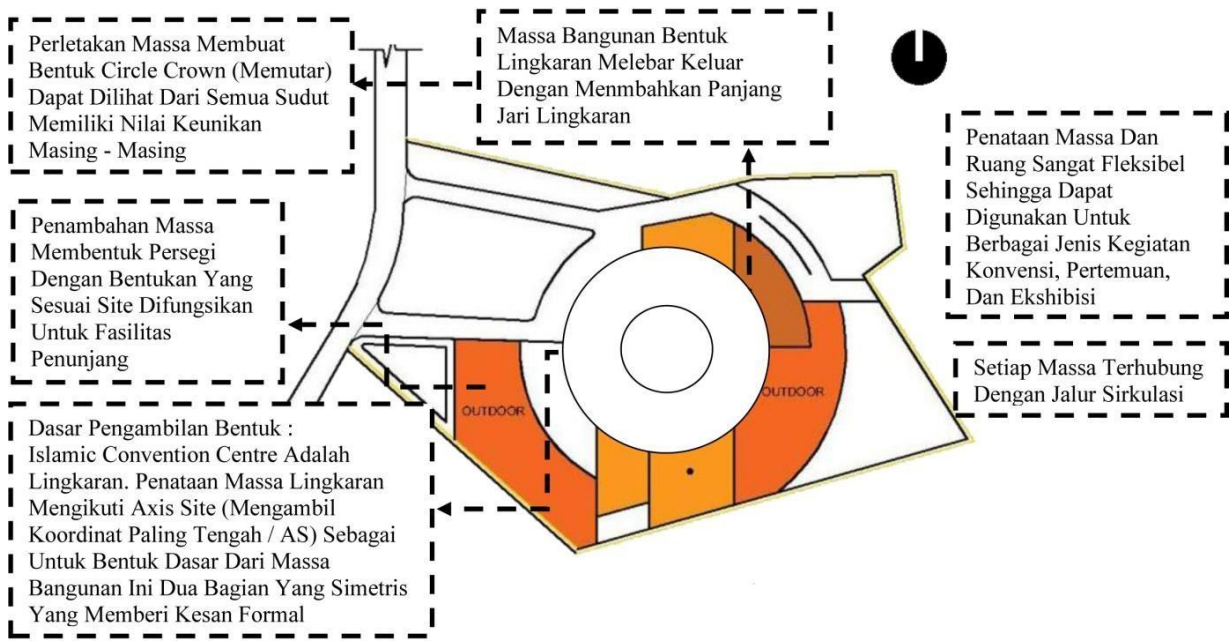 Perletakan Massa Membuat
Bentuk Circle Crown (Memutar)
Dapat Dilihat Dari Semua Sudut
Memiliki Nilai Keunikan
Masing - Masing
Massa Bangunan Bentuk
Lingkaran Melebar Keluar
Dengan Menmbahkan Panjang
Jari Lingkaran
Penataan Massa Dan
Ruang Sangat Fleksibel
Sehingga Dapat
Digunakan Untuk
Berbagai Jenis Kegiatan
Konvensi, Pertemuan,
Dan Ekshibisi
Penambahan Massa
Membentuk Persegi
Dengan Bentukan Yang
Sesuai Site Difungsikan
Untuk Fasilitas
Penunjang
Setiap Massa Terhubung
Dengan Jalur Sirkulasi
OUTDOOR
OUTDOOR
Dasar Pengambilan Bentuk :
Islamic Convention Centre Adalah
Lingkaran. Penataan Massa Lingkaran
Mengikuti Axis Site (Mengambil
Koordinat Paling Tengah / AS) Sebagai
Untuk Bentuk Dasar Dari Massa
Bangunan Ini Dua Bagian Yang Simetris
Yang Memberi Kesan Formal